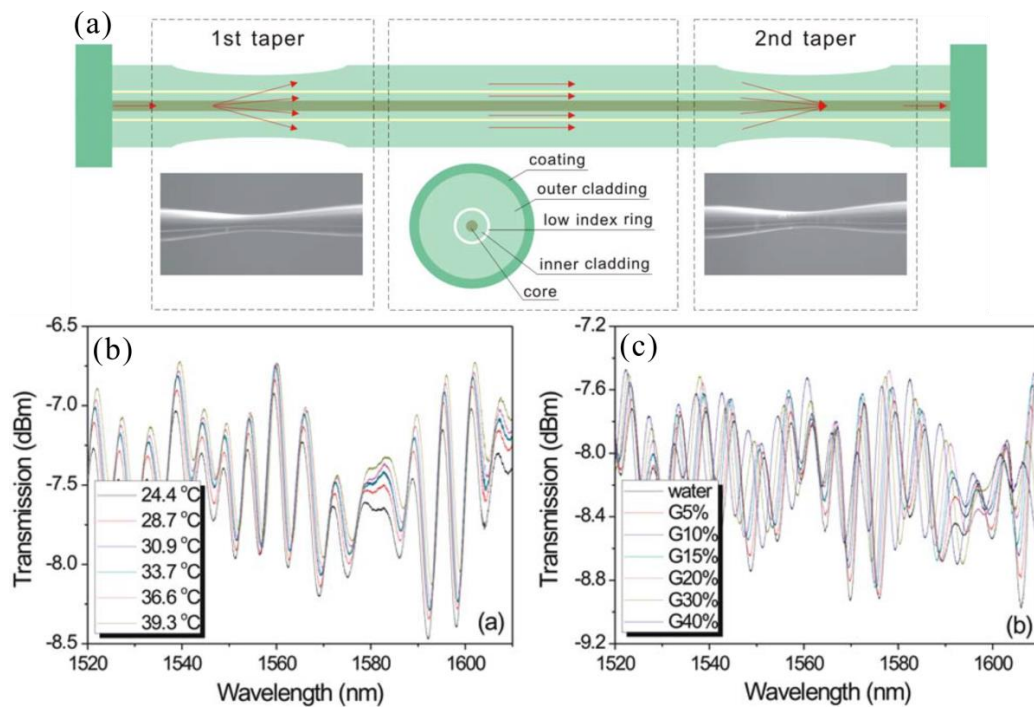 (a)
1st taper
2nd taper
coating
outer cladding
low index ring
inner cladding
core
(b)
-6.5
-7.0
-7.5
-8.0
-8.5
Transmission (dBm)
24.4 °C
28.7 °C
30.9 °C
33.7 °C
36.6 °C
39.3 °C
(a)
1520 1540 1560 1580 1600
Wavelength (nm)
(c)
-7.2
-7.6
-8.0
-8.4
-8.8
-9.2
Transmission (dBm)
water
G5%
G10%
G15%
G20%
G30%
G40%
(b)
1520 1540 1560 1580 1600
Wavelength (nm)